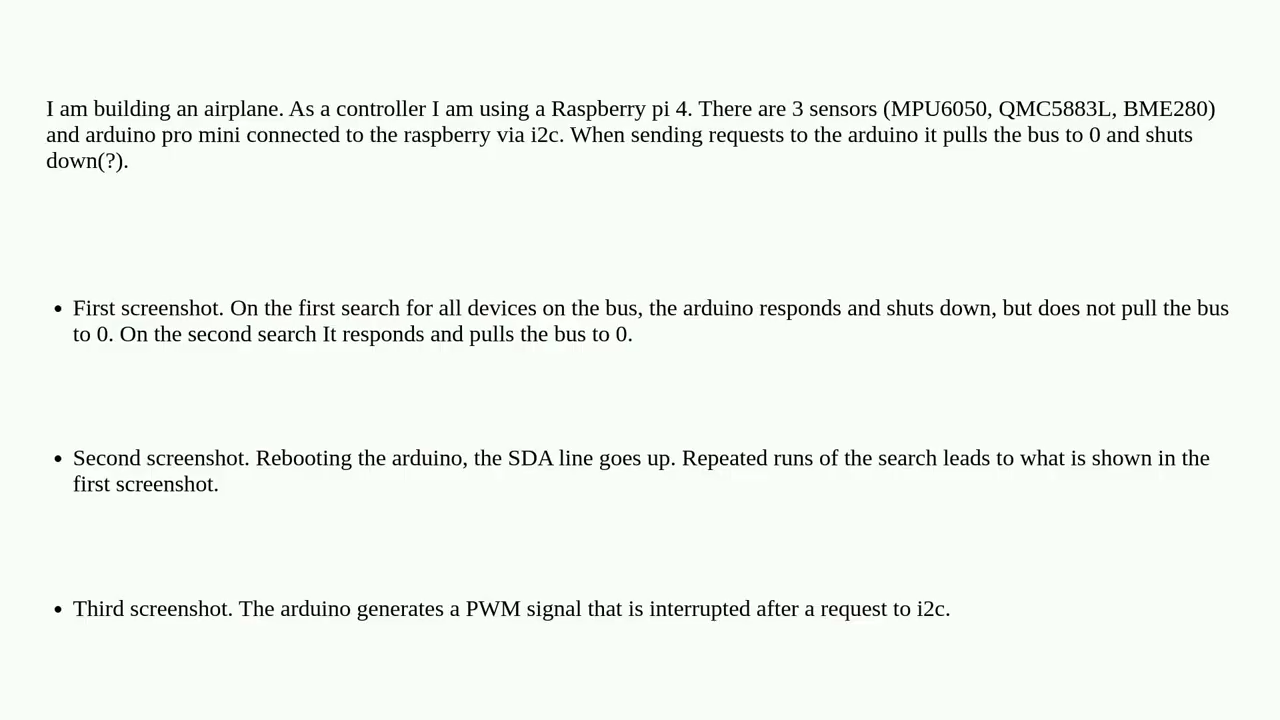 I am building an airplane. As a controller I am using a Raspberry pi 4. There are 3 sensors (MPU6050, QMC5883L, BME280)
and arduino pro mini connected to the raspberry via i2c. When sending requests to the arduino it pulls the bus to 0 and shuts
down(?).
• First screenshot. On the first search for all devices on the bus, the arduino responds and shuts down, but does not pull the bus
to 0. On the second search It responds and pulls the bus to 0.
• Second screenshot. Rebooting the arduino, the SDA line goes up. Repeated runs of the search leads to what is shown in the
first screenshot.
• Third screenshot. The arduino generates a PWM signal that is interrupted after a request to i2c.